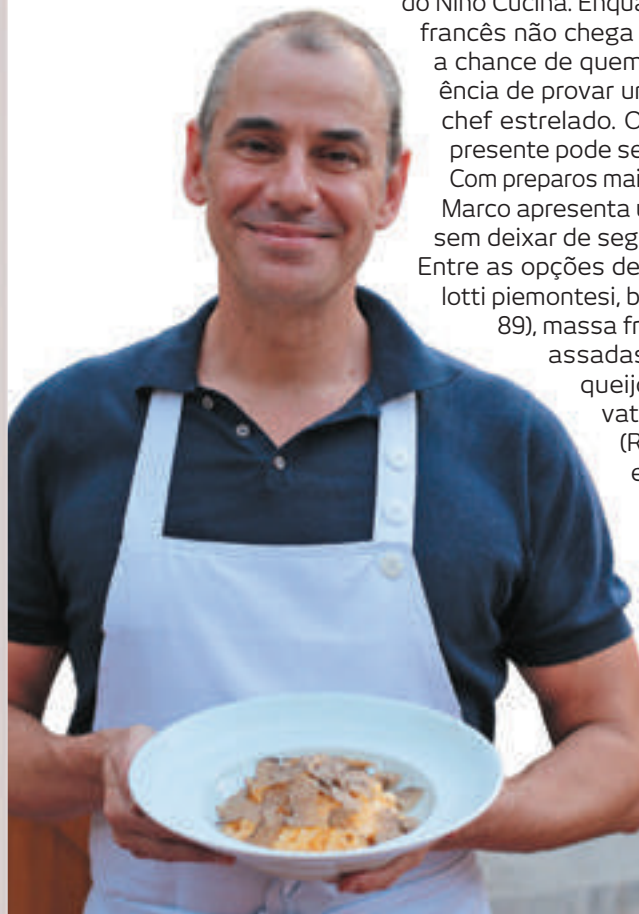 do Nino Cucina. Enqua
francês não chega
a chance de quem
ência de provar ur
chef estrelado. O
presente pode se
Com preparos mai
Marco apresenta u
sem deixar de seg
Entre as opções de
lotti piemontesi, b
89), massa fr
assadas
queijo
vat
(R
e